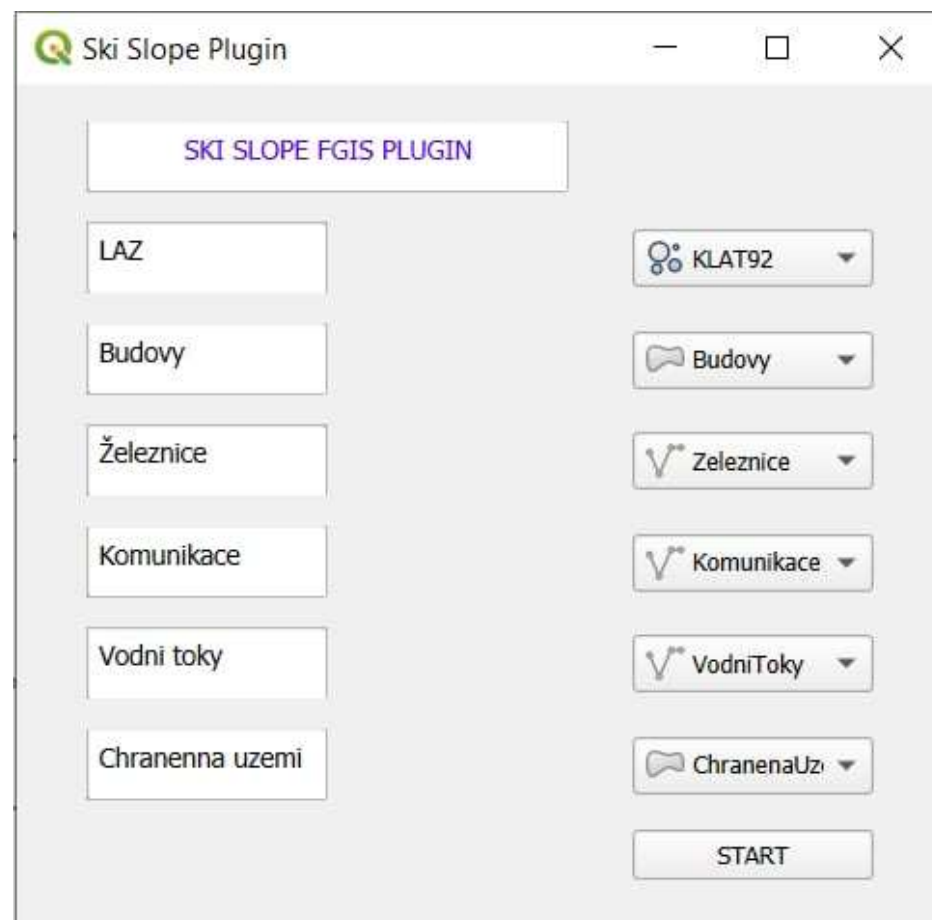 Ski Slope Plugin
SKI SLOPE FGIS PLUGIN
LAZ
KLAT92
Budovy
Budovy
Železnice
Zeleznice
Komunikace
Komunikace
Vodni toky
VodniToky
Chranenna uzemi
ChranenaUz
START